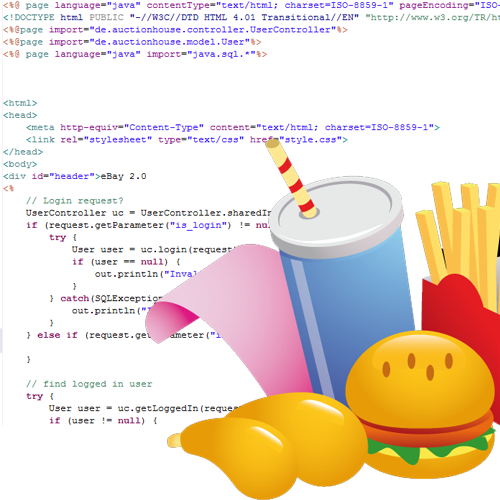 <%@ page language="java" contentType="text/html; charset=ISO-8859-1" pageEncoding="ISO-
<!DOCTYPE html PUBLIC "-//W3C//DTD HTML 4.01 Transitional//EN" "http://www.w3.org/TR/ht
<%@page import="de.auctionhouse.controller.UserController"%>
<%@page import="de.auctionhouse.model.User"%>
<%@ page language="java" import="java.sql.*"%>
<html>
<head>
<meta http-equiv="Content-Type" content="text/html; charset=ISO-8859-1">
<link rel="stylesheet" type="text/css" href="style.css">
</head>
<body>
<div id="header">eBay 2.0
<%
// Login request?
UserController uc = UserController.sharedIn
if (request.getParameter("is_login") != nu
try {
User user = uc.login(request
if (user == null) {
out.println("Inva
}
} catch(SQLException
out.println("
}
} else if (request.get ameter("
}
// find logged in user
try {
User user = uc.getLoggedIn(reque
if (user != null) {